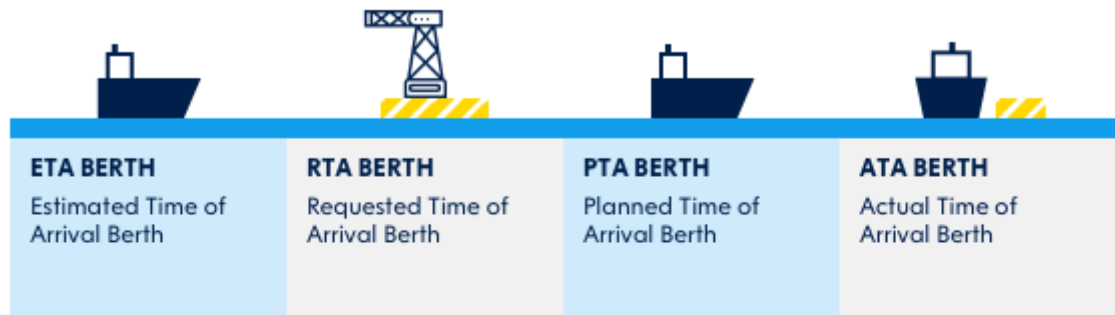 ETA BERTH
Estimated Time of
Arrival Berth
RTA BERTH
Requested Time of
Arrival Berth
PTA BERTH
Planned Time of
Arrival Berth
ATA BERTH
Actual Time of
Arrival Berth